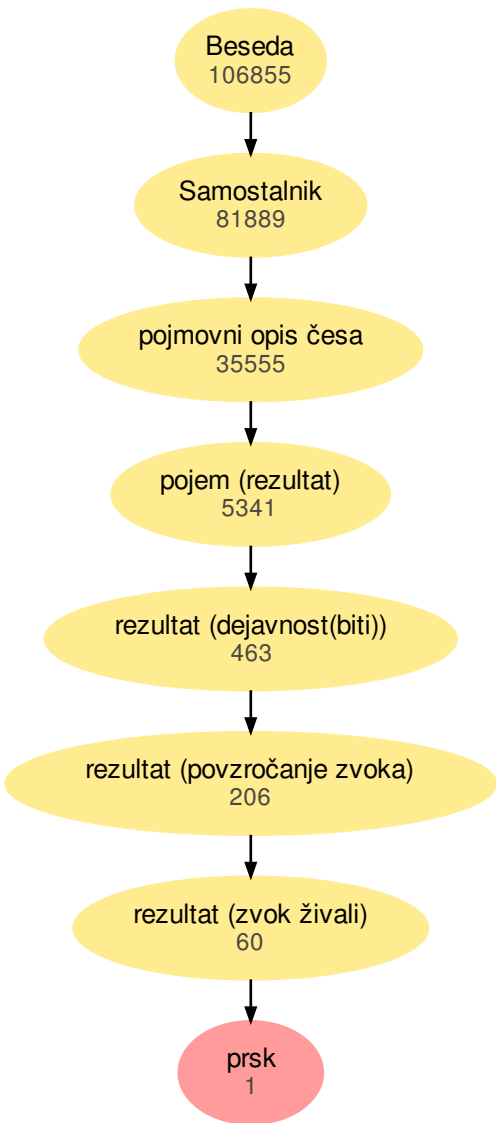 Beseda
106855
Samostalnik
81889
pojmovni opis česa
35555
pojem (rezultat)
5341
rezultat (dejavnost(biti))
463
rezultat (povzročanje zvoka)
206
rezultat (zvok živali)
60
prsk
1